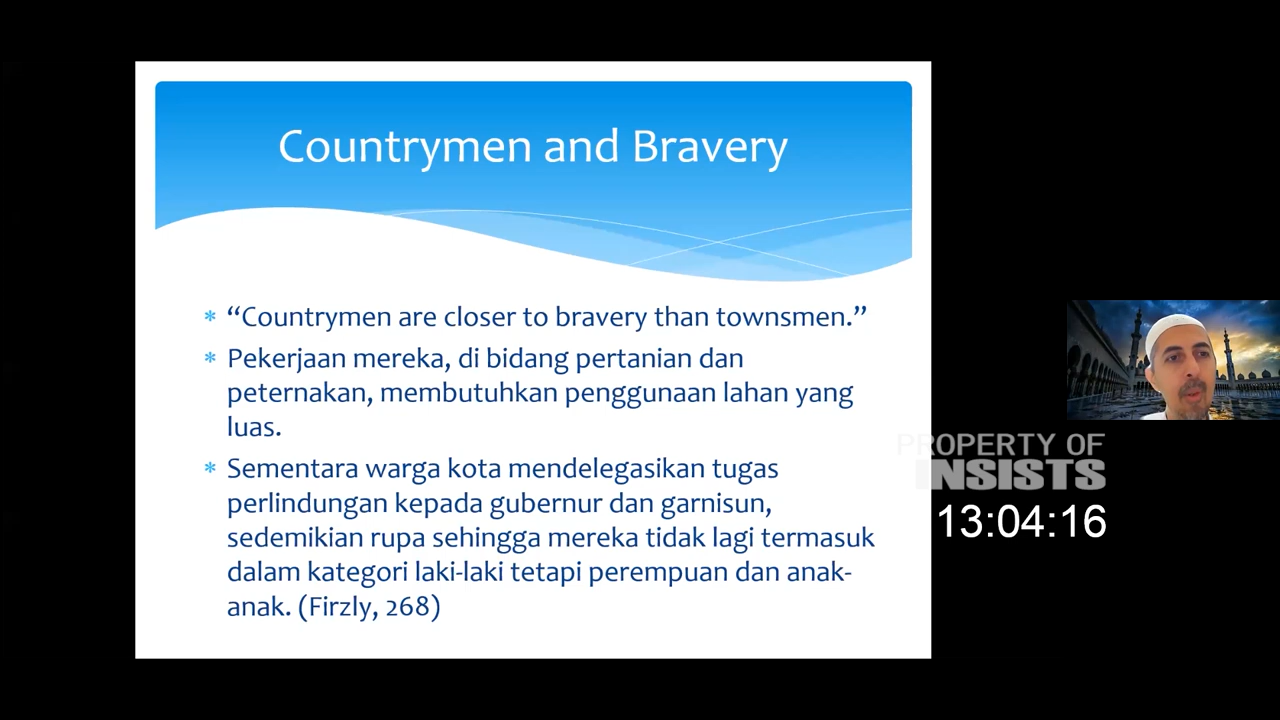 Countrymen and Bravery
* “Countrymen are closer to bravery than townsmen.”
* Pekerjaan mereka, di bidang pertanian dan
peternakan, membutuhkan penggunaan lahan yang
luas.
* Sementara warga kota mendelegasikan tugas
perlindungan kepada gubernur dan garnisun,
sedemikian rupa sehingga mereka tidak lagi termasuk
dalam kategori laki-laki tetapi perempuan dan anak-
anak. (Firzly, 268)
PROPERTY OF
INSISTS
13:04:16